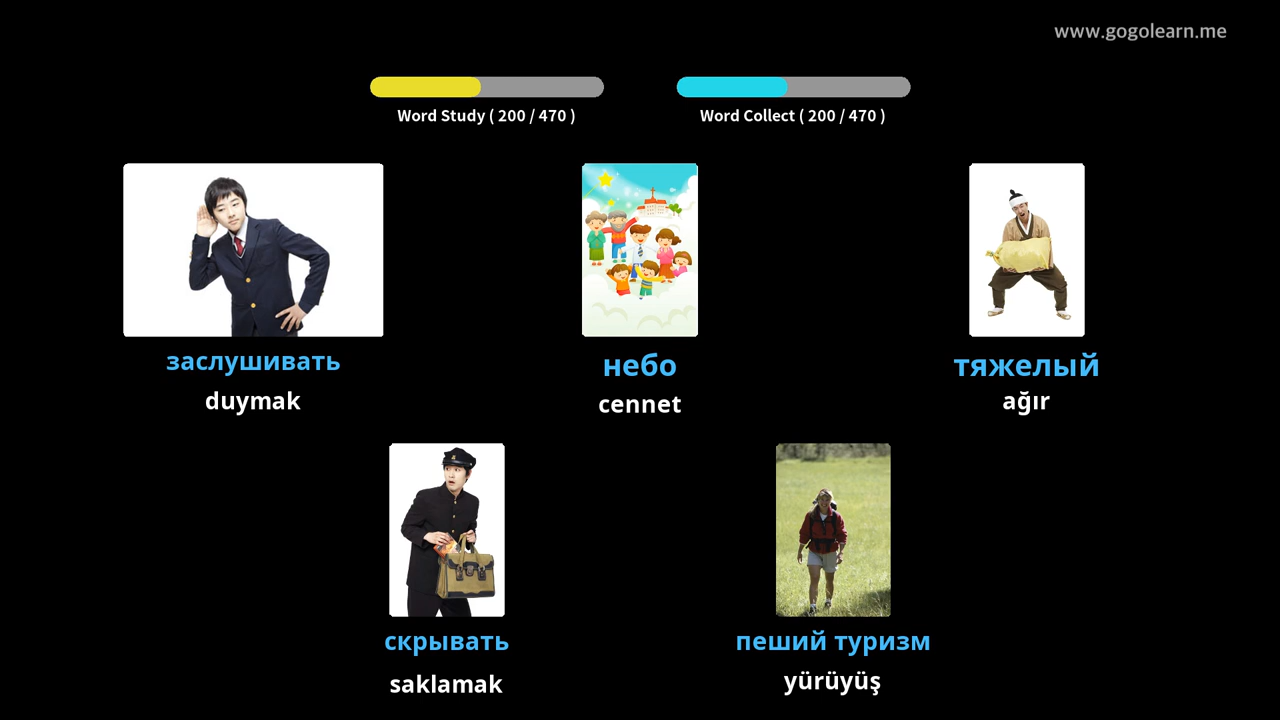 www.gogolearn.me
Word Study ( 200 / 470 )
Word Collect ( 200 / 470 )
заслушивать
duymak
небо
cennet
тяжелый
ağır
скрывать
saklamak
пеший туризм
yürüyüş